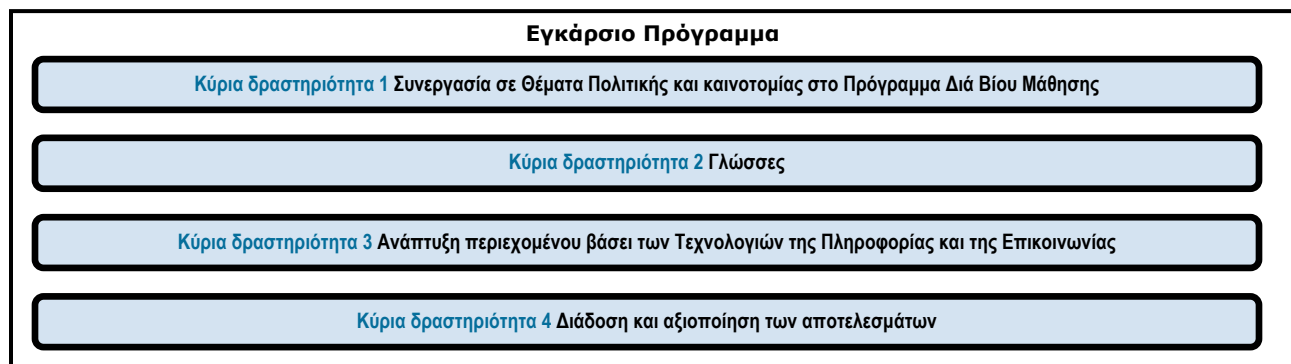 Εγκάρσιο Πρόγραμμα
Κύρια δραστηριότητα 1 Συνεργασία σε Θέματα Πολιτικής και καινοτομίας στο Πρόγραμμα Διά Βίου Μάθησης
Κύρια δραστηριότητα 2 Γλώσσες
Κύρια δραστηριότητα 3 Ανάπτυξη περιεχομένου βάσει των Τεχνολογιών της Πληροφορίας και της Επικοινωνίας
Κύρια δραστηριότητα 4 Διάδοση και αξιοποίηση των αποτελεσμάτων